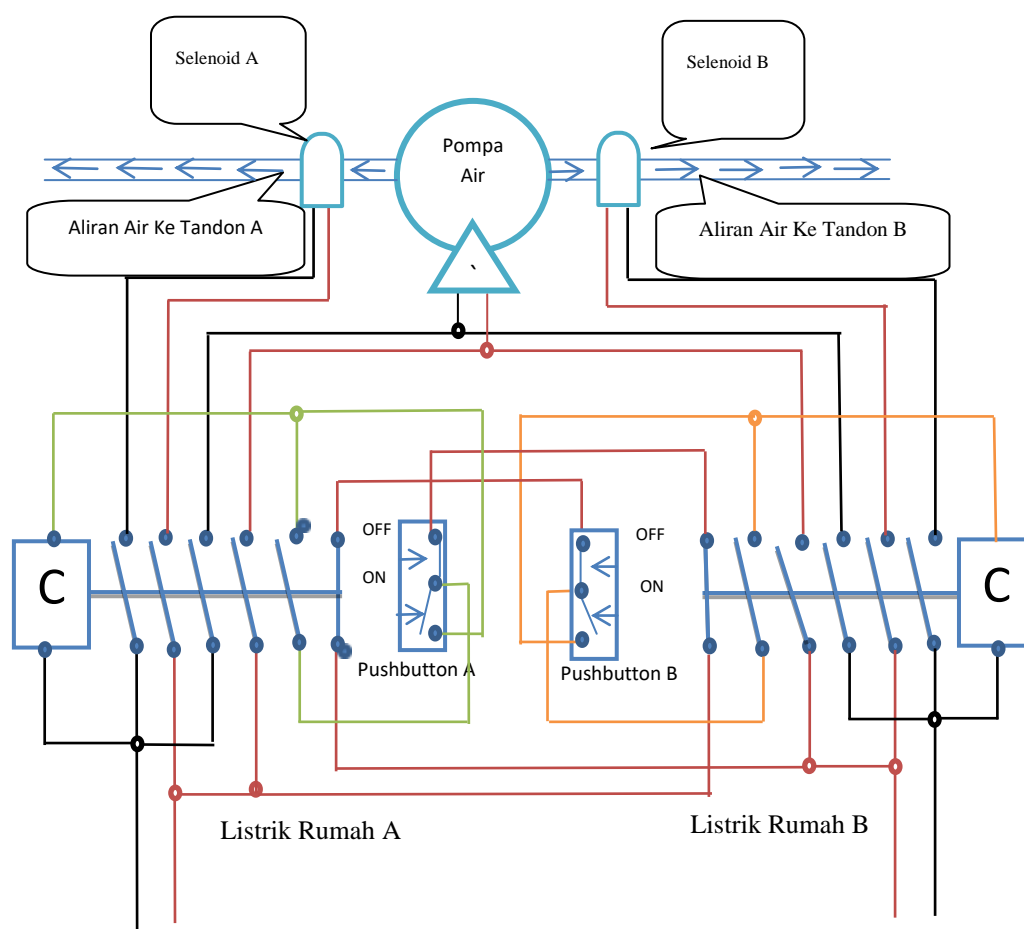 Selenoid A
Selenoid B
Pompa
Air
Aliran Air Ke Tandon A
Aliran Air Ke Tandon B
`
OFF
ON
OFF
ON
C
C
Pushbutton A
Pushbutton B
Listrik Rumah A
Listrik Rumah B